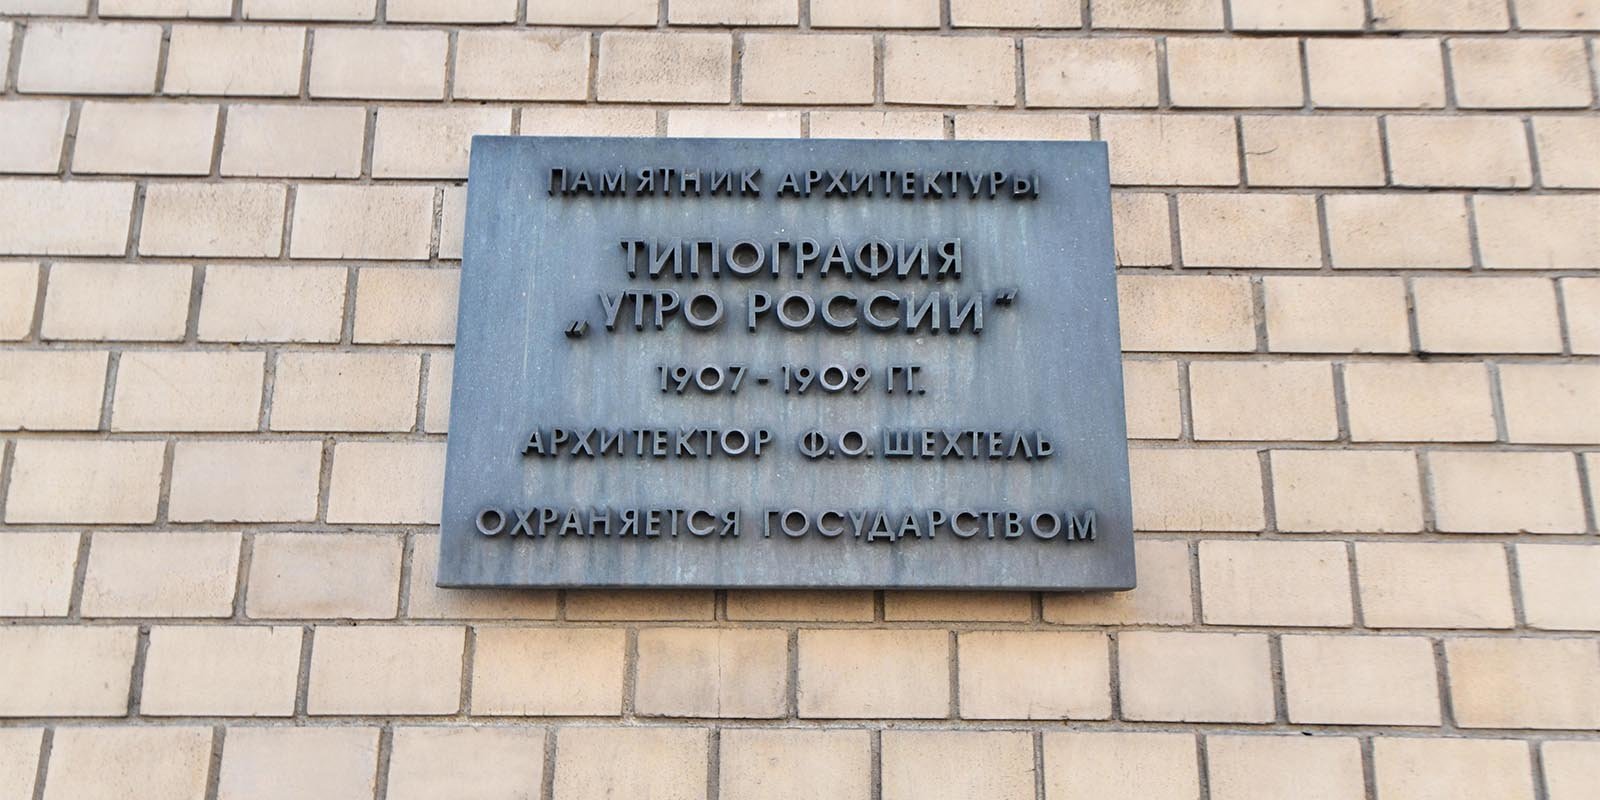 ПАМЯТНИК АРХИТЕКТУРЫ
ТИПОГРАФИЯ
„УТРО РОССИИ“
1907-1909 ГГ.
АРХИТЕКТОР Ф.О.ШЕХТЕЛЬ
ОХРАНЯЕТСЯ ГОСУДАРСТВОМ